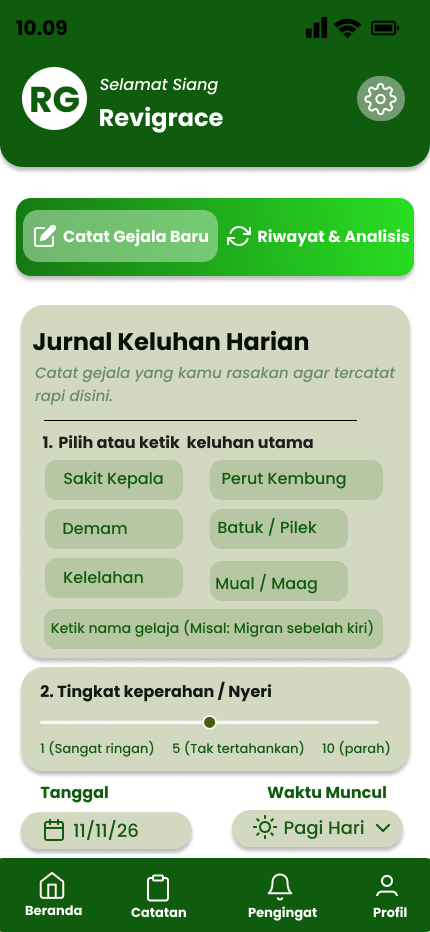 10.09
RG
Selamat Siang
Revigrace
Catat Gejala Baru
Riwayat & Analisis
Jurnal Keluhan Harian
Catat gejala yang kamu rasakan agar tercatat
rapi disini.
1. Pilih atau ketik keluhan utama
Sakit Kepala
Perut Kembung
Demam
Batuk / Pilek
Kelelahan
Mual / Maag
Ketik nama gelaja (Misal: Migran sebelah kiri)
2. Tingkat keperahan / Nyeri
1 (Sangat ringan)
5 (Tak tertahankan)
10 (parah)
Tanggal
Waktu Muncul
11/11/26
Pagi Hari
Beranda
Catatan
Pengingat
Profil